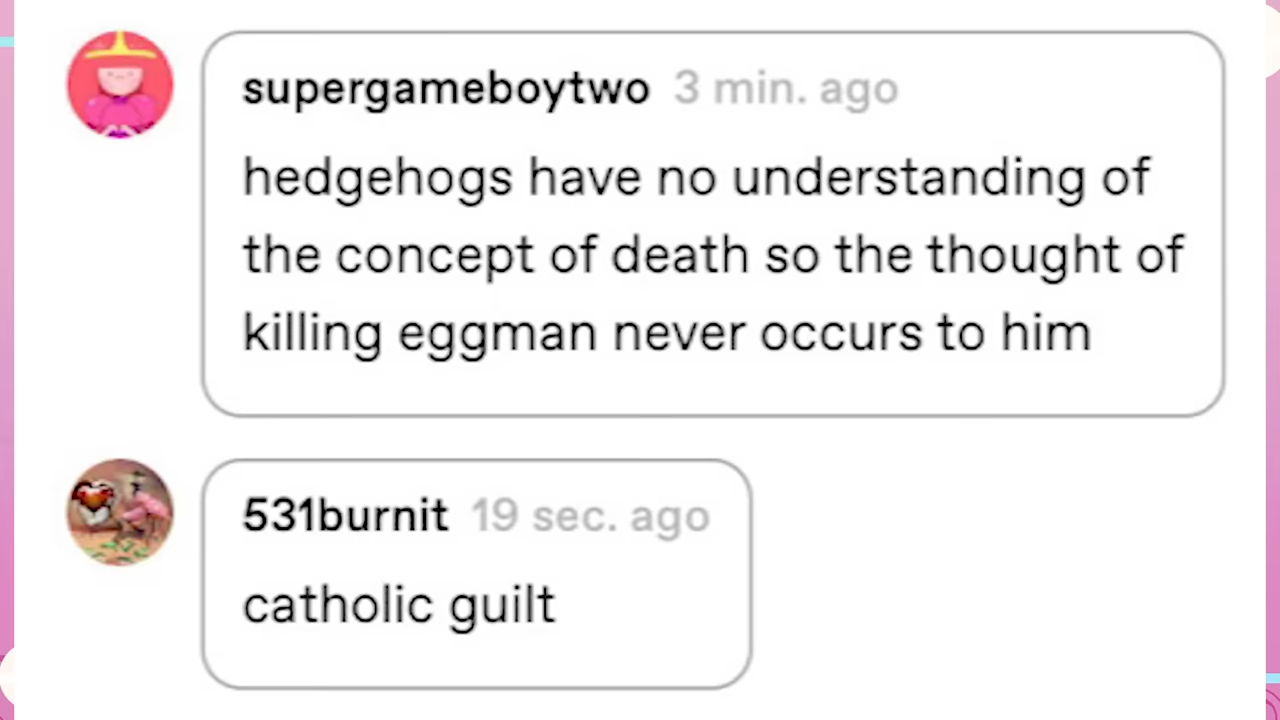 supergameboytwo 3 min. ago
hedgehogs have no understanding of
the concept of death so the thought of
killing eggman never occurs to him
531burnit 19 sec. ago
catholic guilt